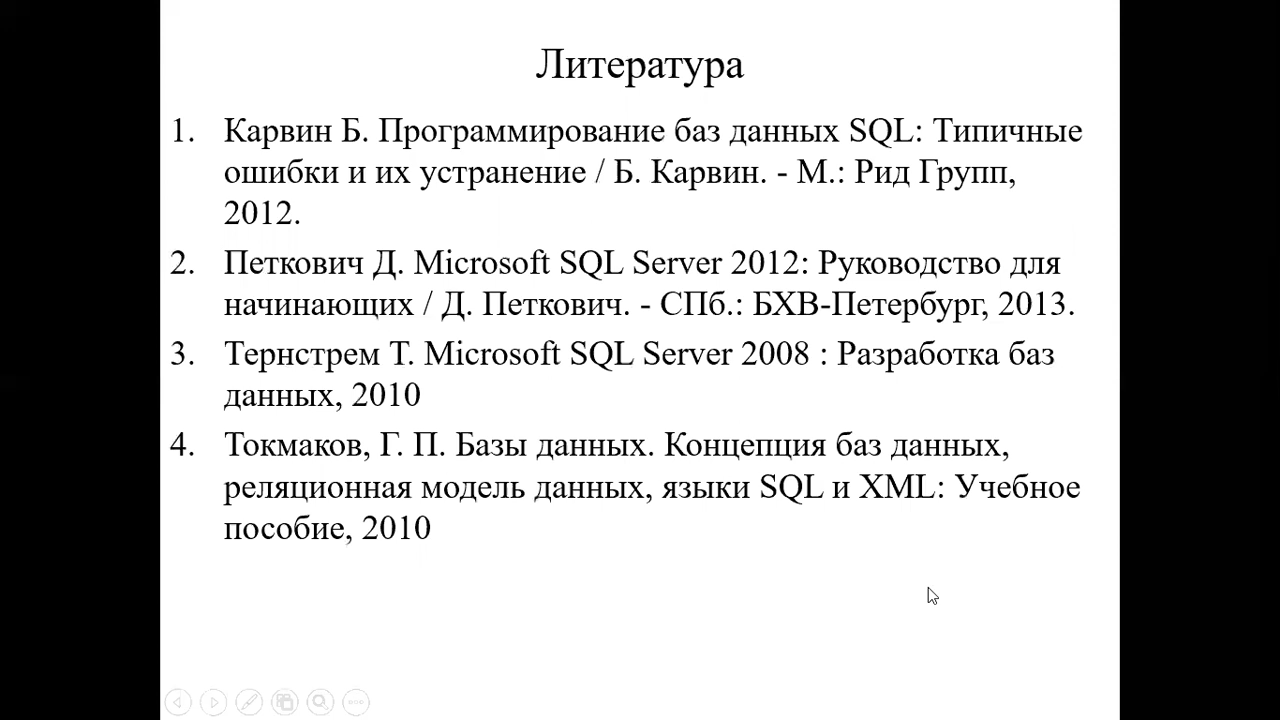 Литература
1. Карвин Б. Программирование баз данных SQL: Типичные
ошибки и их устранение / Б. Карвин. - М.: Рид Групп,
2012.
2. Петкович Д. Microsoft SQL Server 2012: Руководство для
начинающих / Д. Петкович. - СПб.: БХВ-Петербург, 2013.
3. Тернстрем Т. Microsoft SQL Server 2008 : Разработка баз
данных, 2010
4. Токмаков, Г. П. Базы данных. Концепция баз данных,
реляционная модель данных, языки SQL и XML: Учебное
пособие, 2010